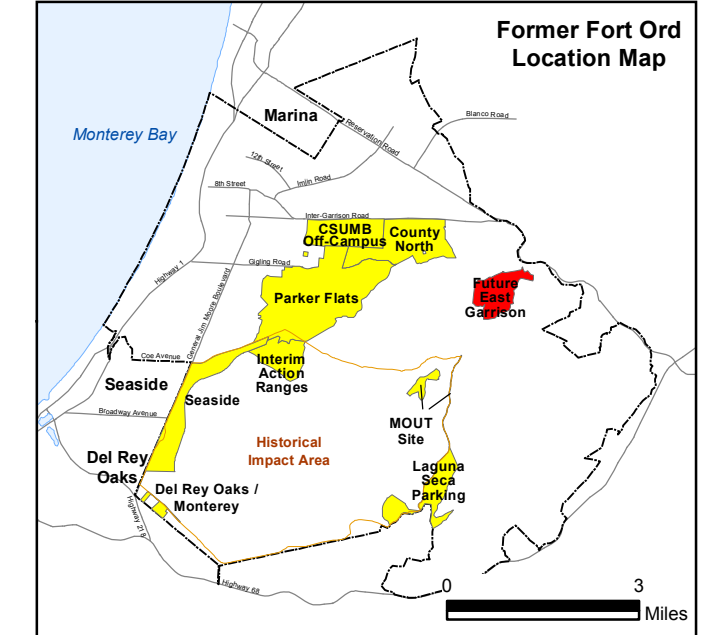 Former Fort Ord
Location Map
Monterey Bay
Marina
Blanco Road
Reservation Road
12th Street
Imjin Road
8th Street
Inter-Garrison Road
CSUMB
Off-Campus
County
North
Gigling Road
Highway 1
General Jim Moore Boulevard
Parker Flats
Future
East
Garrison
Coe Avenue
Interim
Action
Ranges
Seaside
Seaside
Broadway Avenue
MOUT
Site
Historical
Impact Area
Del Rey
Oaks
Laguna
Seca
Parking
Del Rey Oaks /
Monterey
Highway 218
Highway 68
0
3
Miles